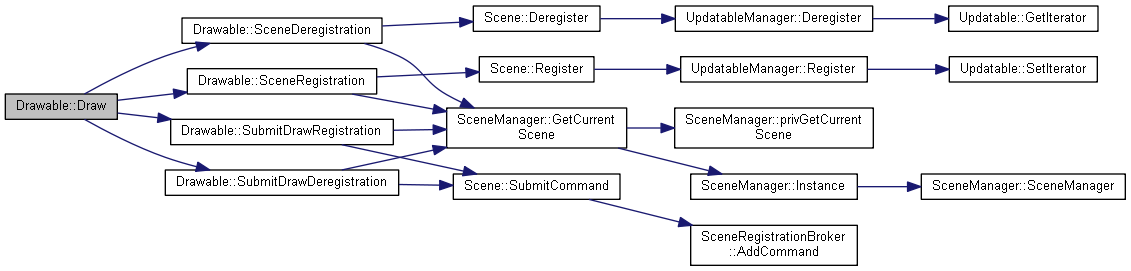 Drawable::Draw
Drawable::SceneDeregistration
Drawable::SceneRegistration
Drawable::SubmitDrawRegistration
Drawable::SubmitDrawDeregistration
Scene::Deregister
Scene::Register
SceneManager::GetCurrent
Scene
Scene::SubmitCommand
UpdatableManager::Deregister
UpdatableManager::Register
SceneManager::privGetCurrent
Scene
SceneManager::Instance
SceneRegistrationBroker
::AddCommand
Updatable::GetIterator
Updatable::SetIterator
SceneManager::SceneManager